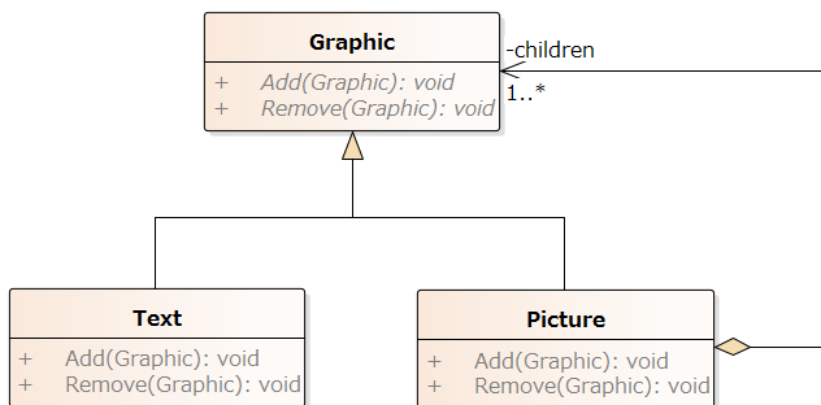 Graphic
+ Add(Graphic): void
+ Remove(Graphic): void
-children
1..*
Text
+ Add(Graphic): void
+ Remove(Graphic): void
Picture
+ Add(Graphic): void
+ Remove(Graphic): void